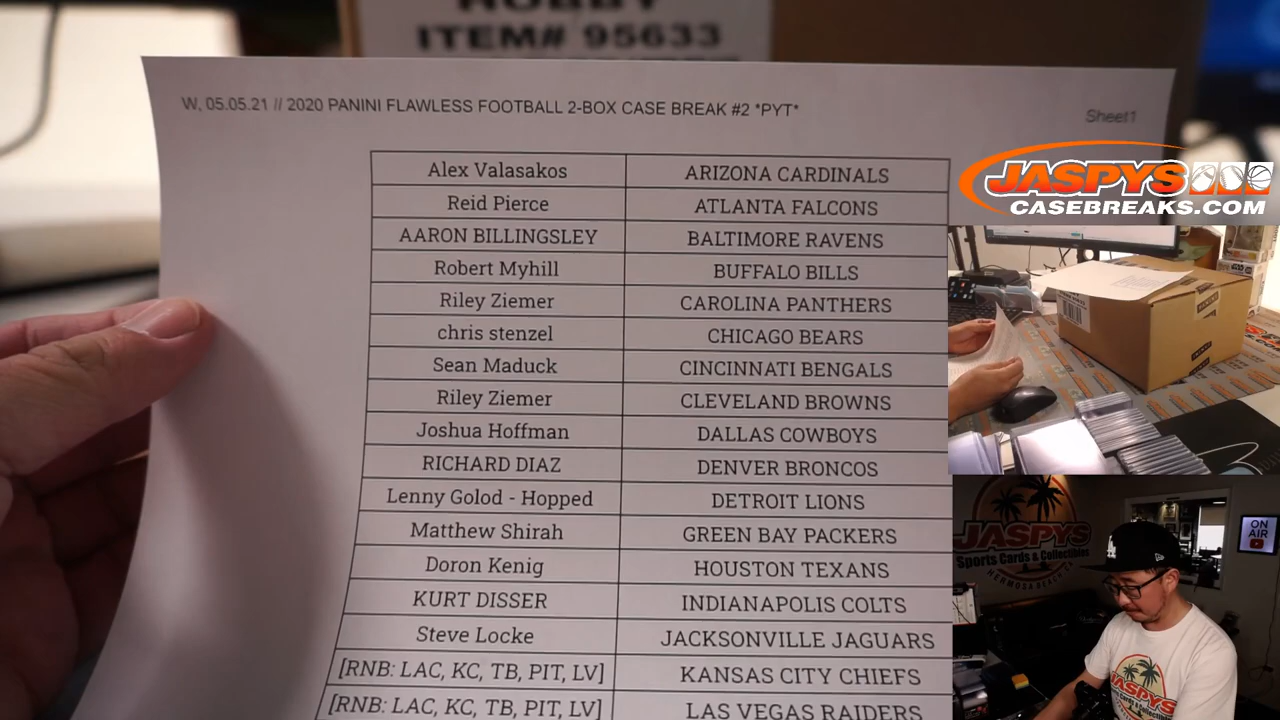 HOBBY
ITEM# 95633
W, 05.05.21 // 2020 PANINI FLAWLESS FOOTBALL 2-BOX CASE BREAK #2 *PYT*
Sheet1
Alex Valasakos ARIZONA CARDINALS
Reid Pierce ATLANTA FALCONS
AARON BILLINGSLEY BALTIMORE RAVENS
Robert Myhill BUFFALO BILLS
Riley Ziemer CAROLINA PANTHERS
chris stenzel CHICAGO BEARS
Sean Maduck CINCINNATI BENGALS
Riley Ziemer CLEVELAND BROWNS
Joshua Hoffman DALLAS COWBOYS
RICHARD DIAZ DENVER BRONCOS
Lenny Golod - Hopped DETROIT LIONS
Matthew Shirah GREEN BAY PACKERS
Doron Kenig HOUSTON TEXANS
KURT DISSER INDIANAPOLIS COLTS
Steve Locke JACKSONVILLE JAGUARS
[RNB: LAC, KC, TB, PIT, LV] KANSAS CITY CHIEFS
[RNB: LAC, KC, TB, PIT, LV] LAS VEGAS RAIDERS
JASPYS
CASEBREAKS.COM
JASPYS
Sports Cards & Collectibles
HERMOSA BEACH
ON
AIR
JASPYS